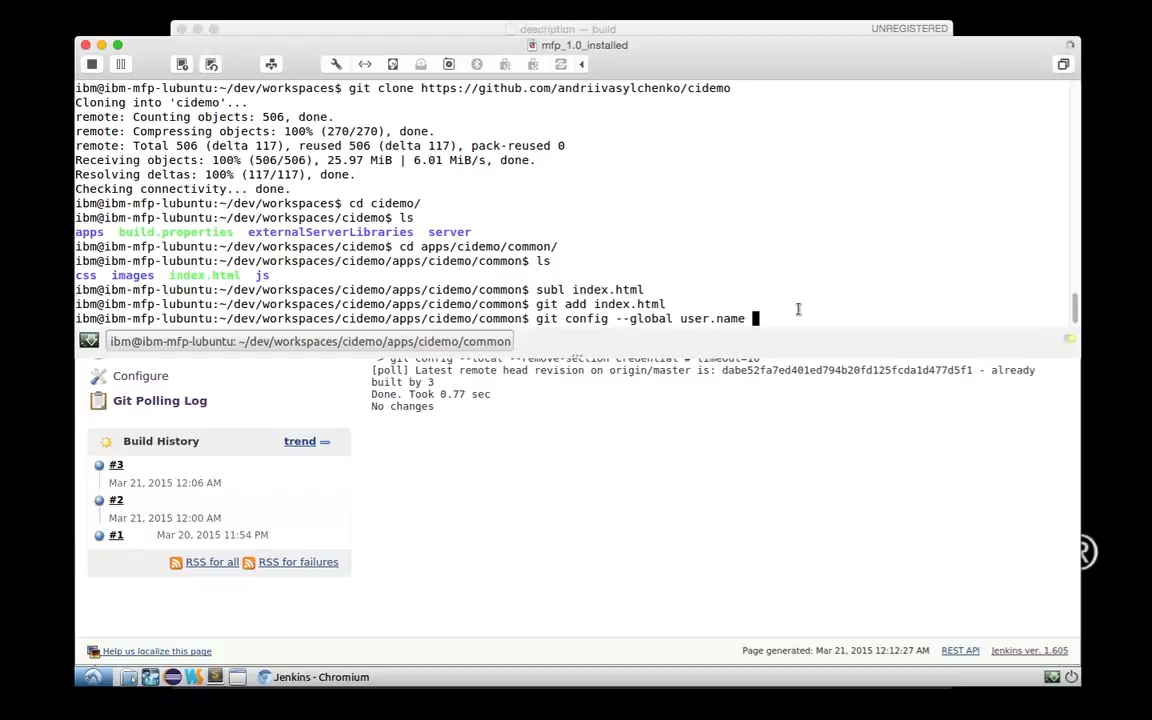 description — build
UNREGISTERED
mfp_1.0_installed
ibm@ibm-mfp-lubuntu:~/dev/workspaces$ git clone https://github.com/andriivasylchenko/cidemo
Cloning into 'cidemo'...
remote: Counting objects: 506, done.
remote: Compressing objects: 100% (270/270), done.
remote: Total 506 (delta 117), reused 506 (delta 117), pack-reused 0
Receiving objects: 100% (506/506), 25.97 MiB | 6.01 MiB/s, done.
Resolving deltas: 100% (117/117), done.
Checking connectivity... done.
ibm@ibm-mfp-lubuntu:~/dev/workspaces$ cd cidemo/
ibm@ibm-mfp-lubuntu:~/dev/workspaces/cidemo$ ls
apps build.properties externalServerLibraries server
ibm@ibm-mfp-lubuntu:~/dev/workspaces/cidemo$ cd apps/cidemo/common/
ibm@ibm-mfp-lubuntu:~/dev/workspaces/cidemo/apps/cidemo/common$ ls
css images index.html js
ibm@ibm-mfp-lubuntu:~/dev/workspaces/cidemo/apps/cidemo/common$ subl index.html
ibm@ibm-mfp-lubuntu:~/dev/workspaces/cidemo/apps/cidemo/common$ git add index.html
ibm@ibm-mfp-lubuntu:~/dev/workspaces/cidemo/apps/cidemo/common$ git config --global user.name
ibm@ibm-mfp-lubuntu: ~/dev/workspaces/cidemo/apps/cidemo/common
> git config --local --remove-section credential # timeout=10
[poll] Latest remote head revision on origin/master is: dabe52fa7ed401ed794b20fd125fcda1d477d5f1 - already
built by 3
Done. Took 0.77 sec
No changes
Configure
Git Polling Log
Build History trend
#3
Mar 21, 2015 12:06 AM
#2
Mar 21, 2015 12:00 AM
#1 Mar 20, 2015 11:54 PM
RSS for all RSS for failures
®
Help us localize this page
Page generated: Mar 21, 2015 12:12:27 AM REST API Jenkins ver. 1.605
Jenkins - Chromium